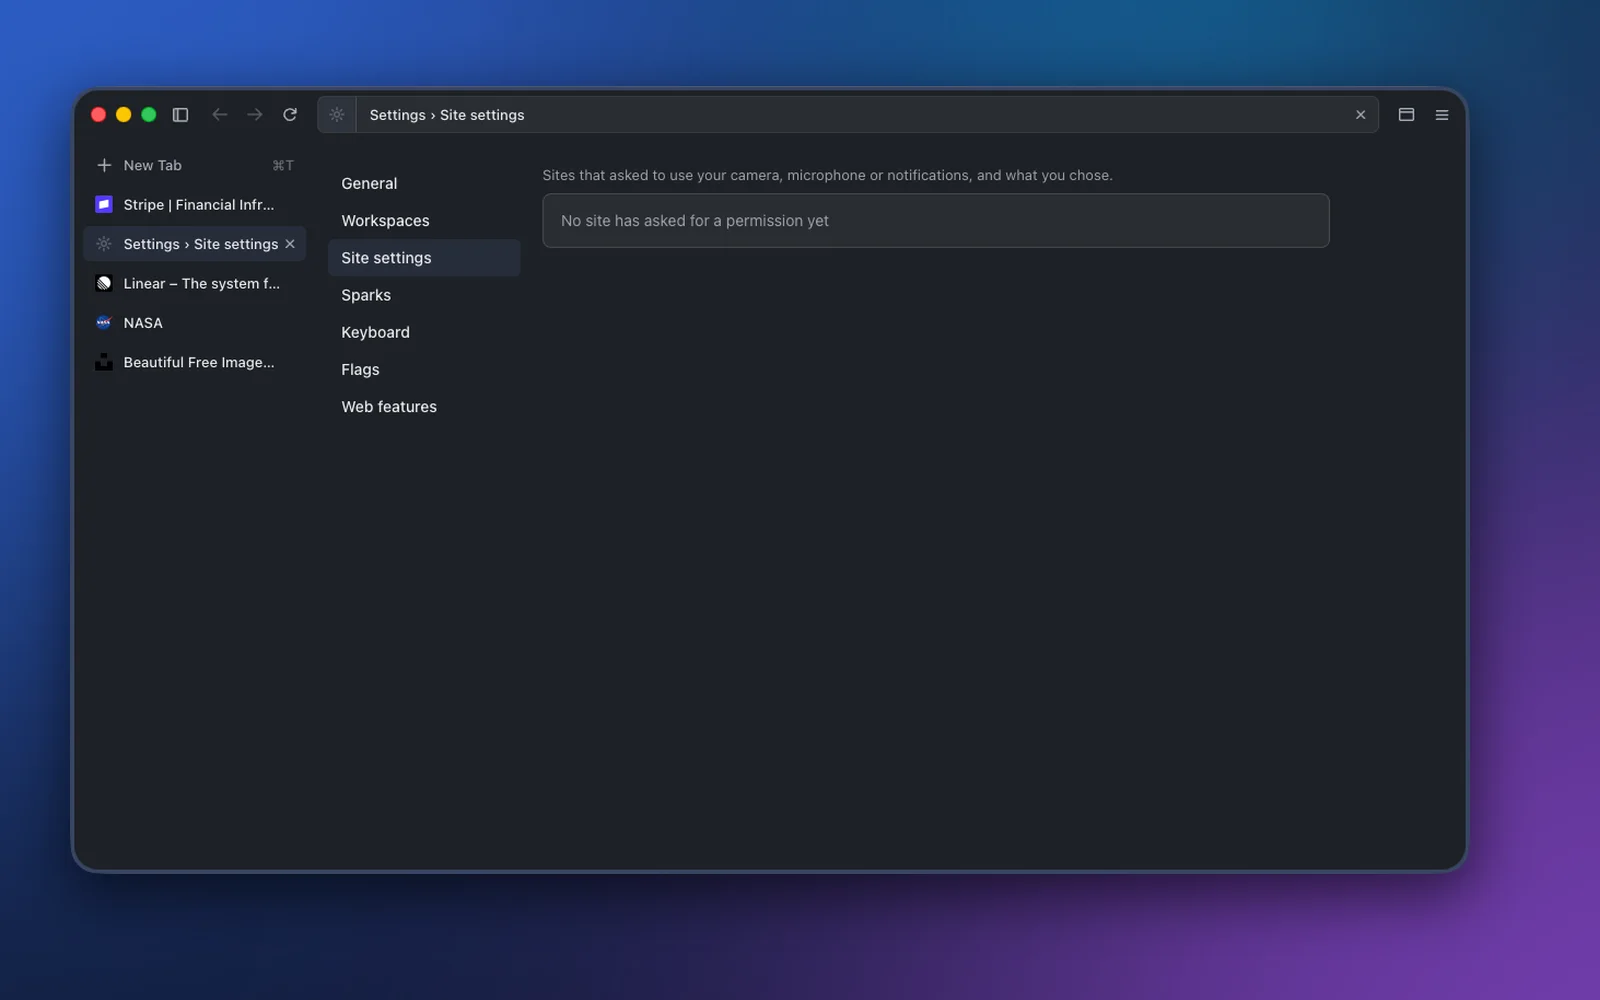 Settings › Site settings
New Tab ⌘T
Stripe | Financial Infr...
Settings › Site settings
Linear – The system f...
NASA
Beautiful Free Image...
General
Workspaces
Site settings
Sparks
Keyboard
Flags
Web features
Sites that asked to use your camera, microphone or notifications, and what you chose.
No site has asked for a permission yet